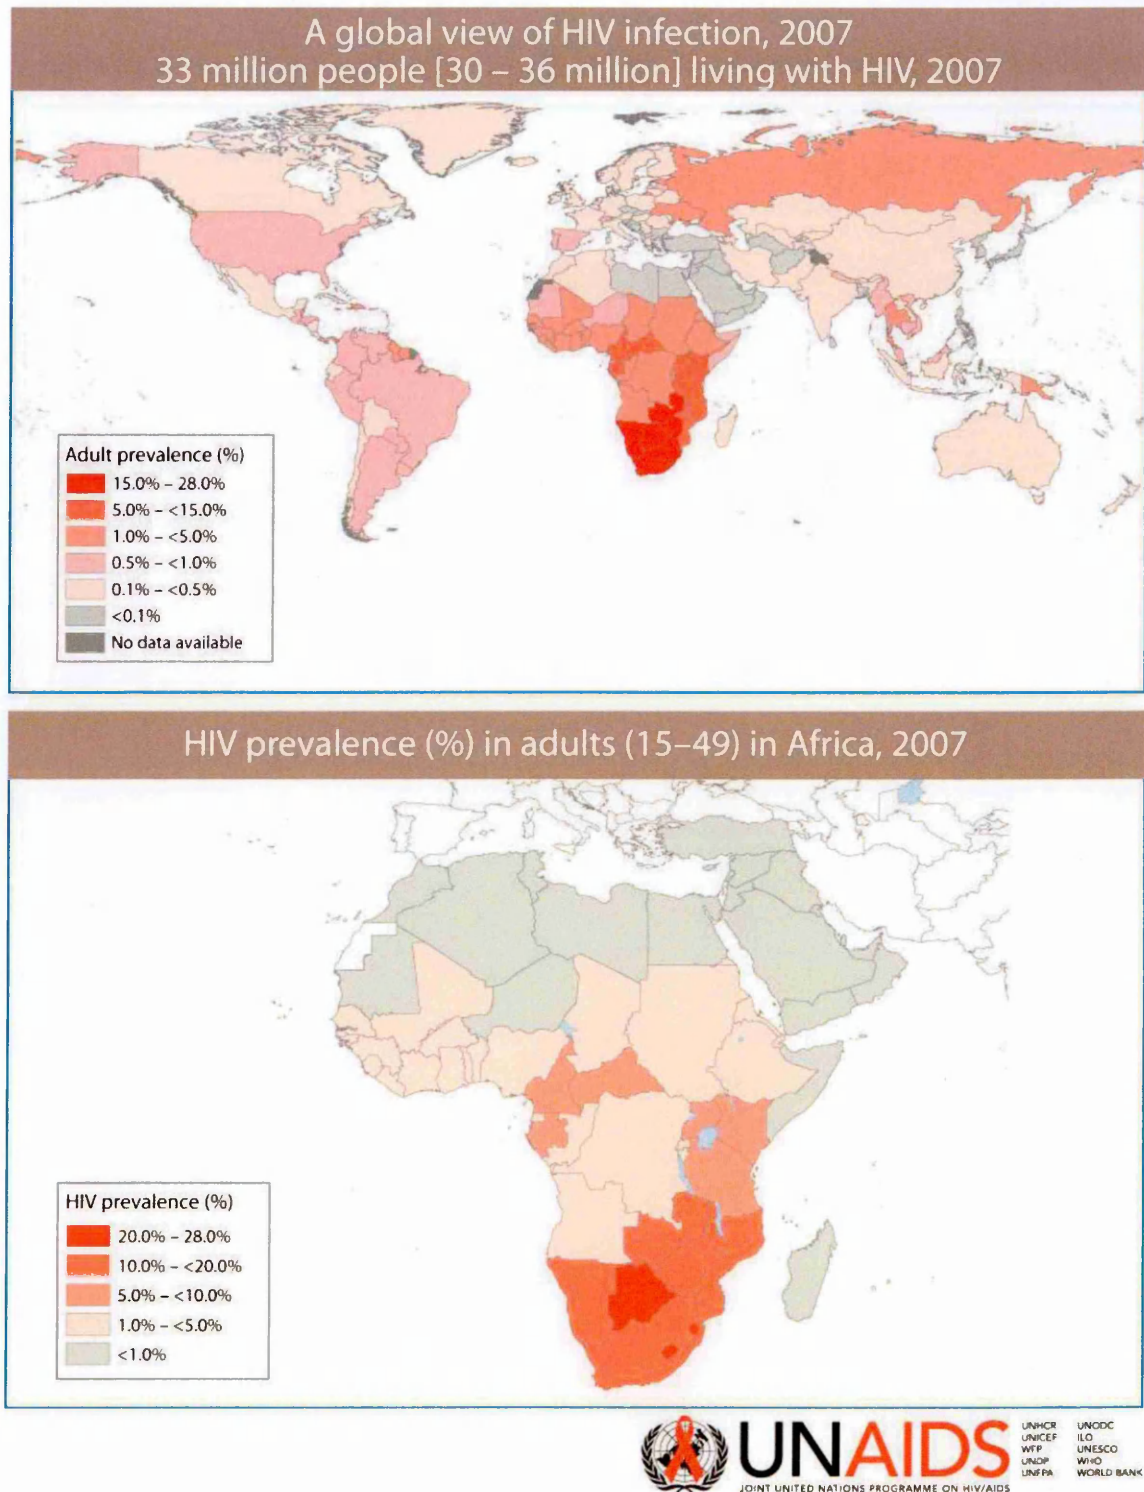 A global view of HIV infection, 2007
33 million people [30 – 36 million] living with HIV, 2007
Adult prevalence (%)
15.0% – 28.0%
5.0% – <15.0%
1.0% – <5.0%
0.5% – <1.0%
0.1% – <0.5%
<0.1%
No data available
HIV prevalence (%) in adults (15–49) in Africa, 2007
HIV prevalence (%)
20.0% – 28.0%
10.0% – <20.0%
5.0% – <10.0%
1.0% – <5.0%
<1.0%
UNAIDS
JOINT UNITED NATIONS PROGRAMME ON HIV/AIDS
UNHCR
UNICEF
WFP
UNDP
UNFPA
UNODC
ILO
UNESCO
WHO
WORLD BANK